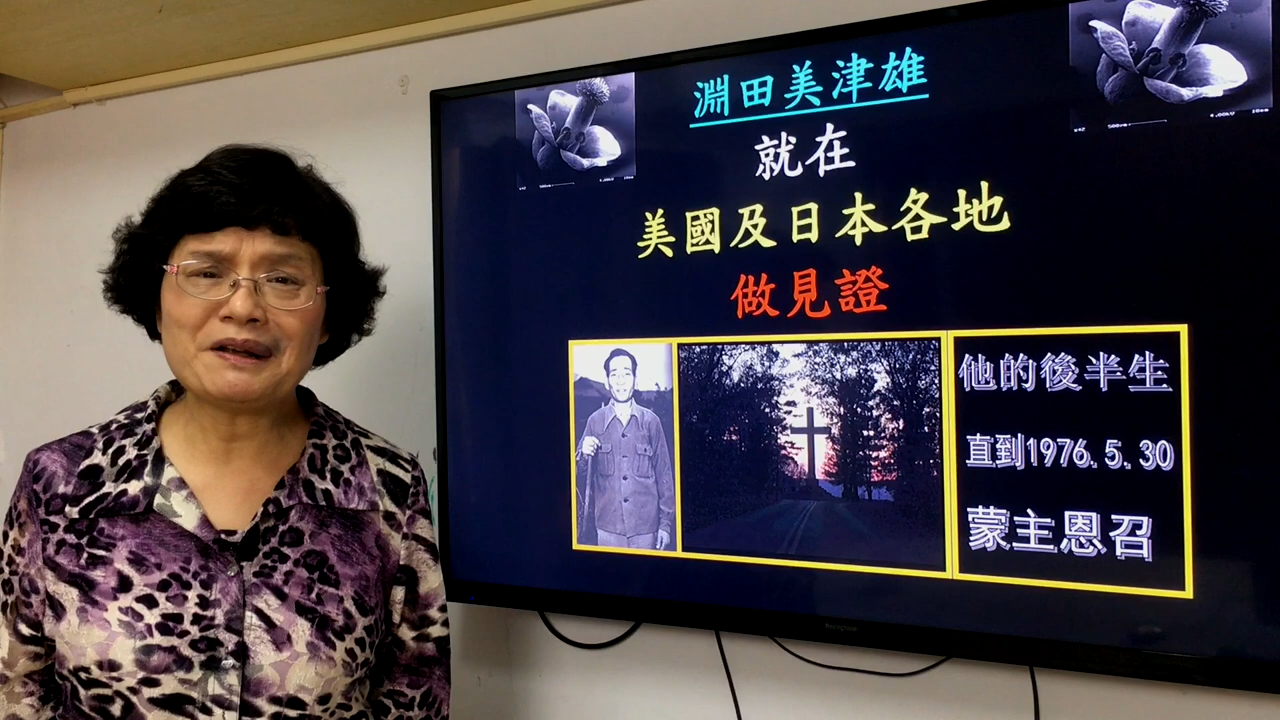 淵田美津雄
就在
美國及日本各地
做見證
他的後半生
直到1976.5.30
蒙主恩召